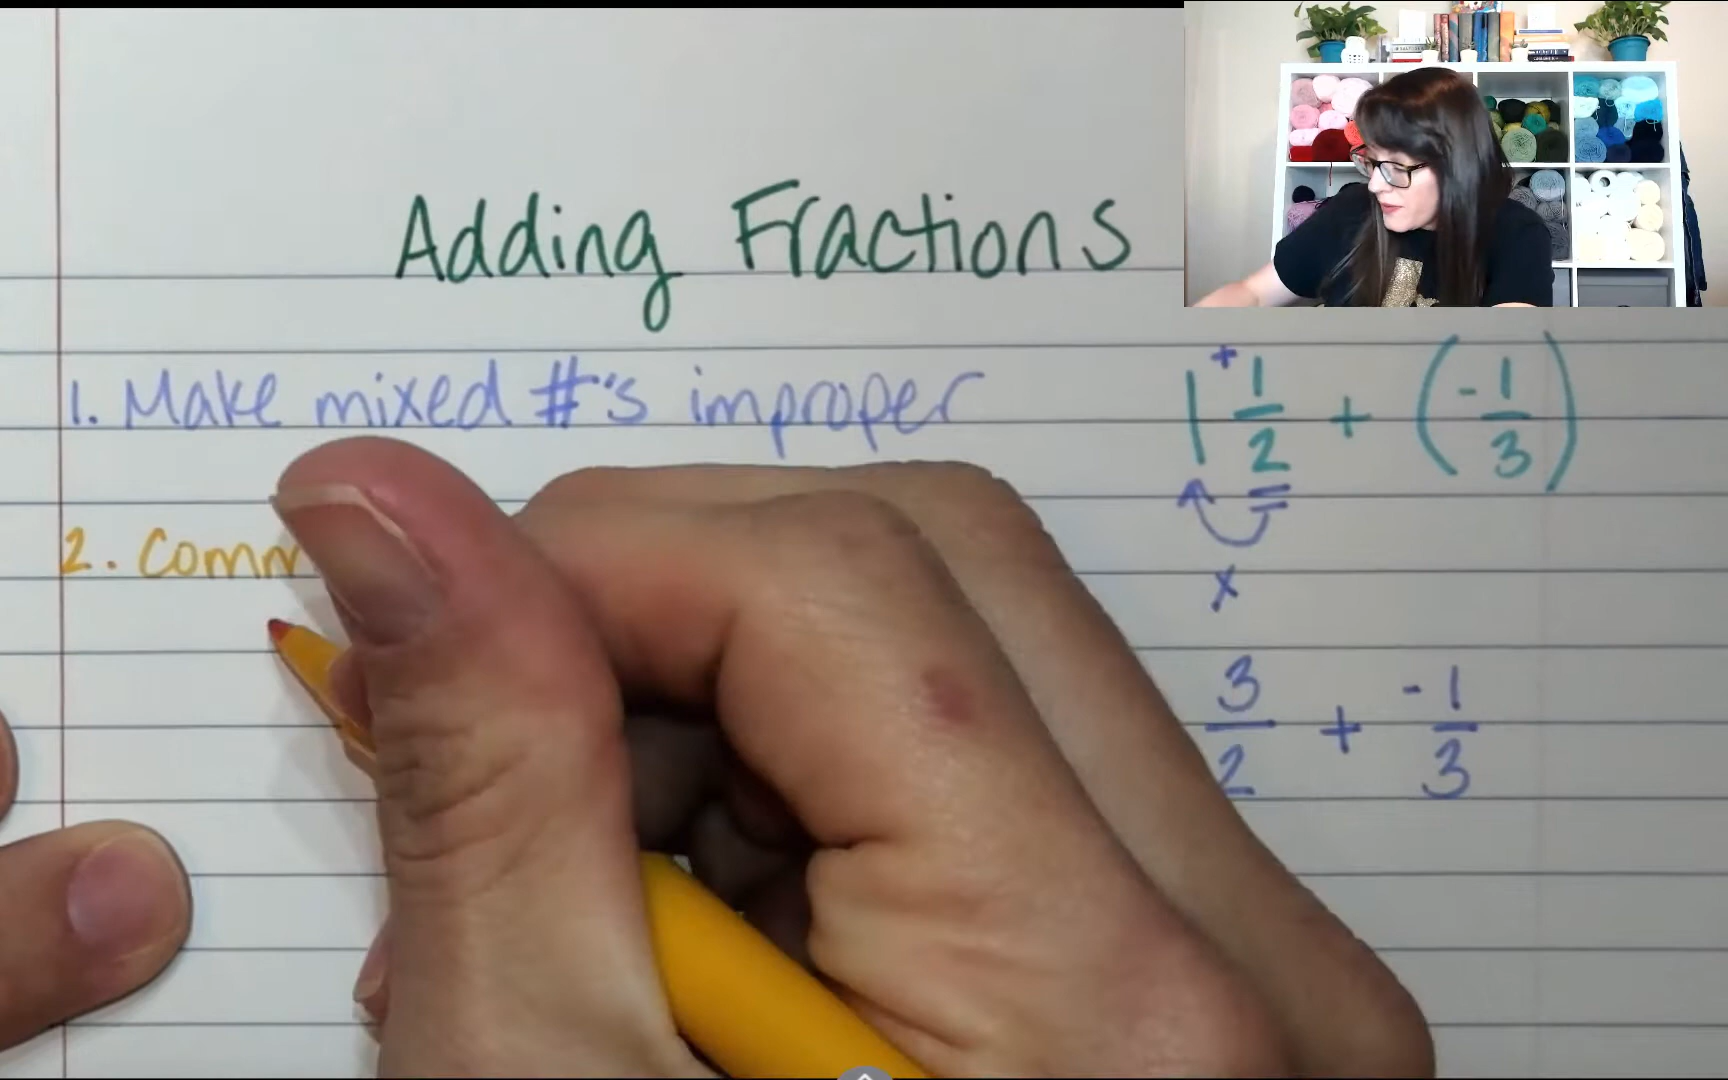 Adding Fractions
1. Make mixed #'s improper
1 + 1/2 + (-1/3)
x
2. Comm
3/2 + -1/3